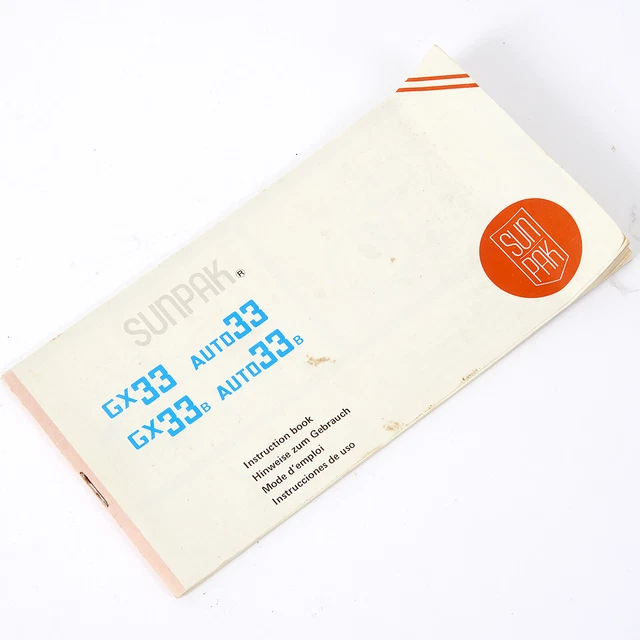 SUN
PAK
SUNPAK®
GX33 AUTO33
GX33B AUTO33B
Instruction book
Hinweise zum Gebrauch
Mode d'emploi
Instrucciones de uso